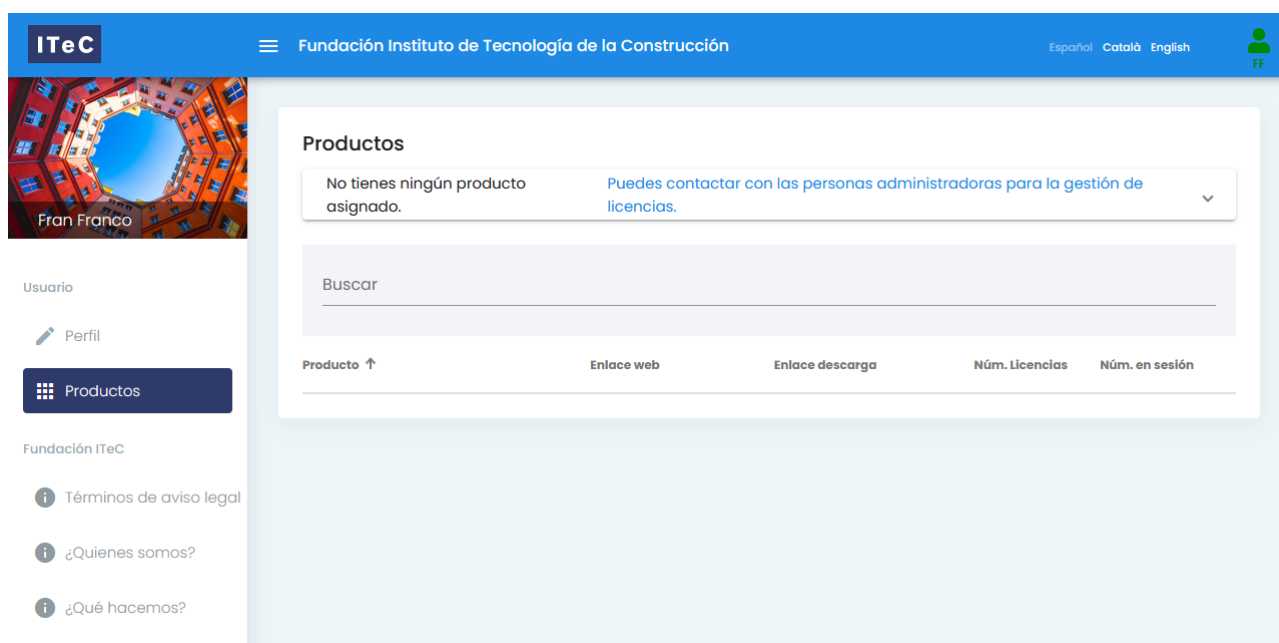 ITeC
Fundación Instituto de Tecnología de la Construcción
Español Català English
FF
Fran Franco
Usuario
Perfil
Productos
Fundación ITeC
Términos de aviso legal
¿Quienes somos?
¿Qué hacemos?
Productos
No tienes ningún producto
asignado.
Puedes contactar con las personas administradoras para la gestión de
licencias.
Buscar
Producto Enlace web Enlace descarga Núm. Licencias Núm. en sesión